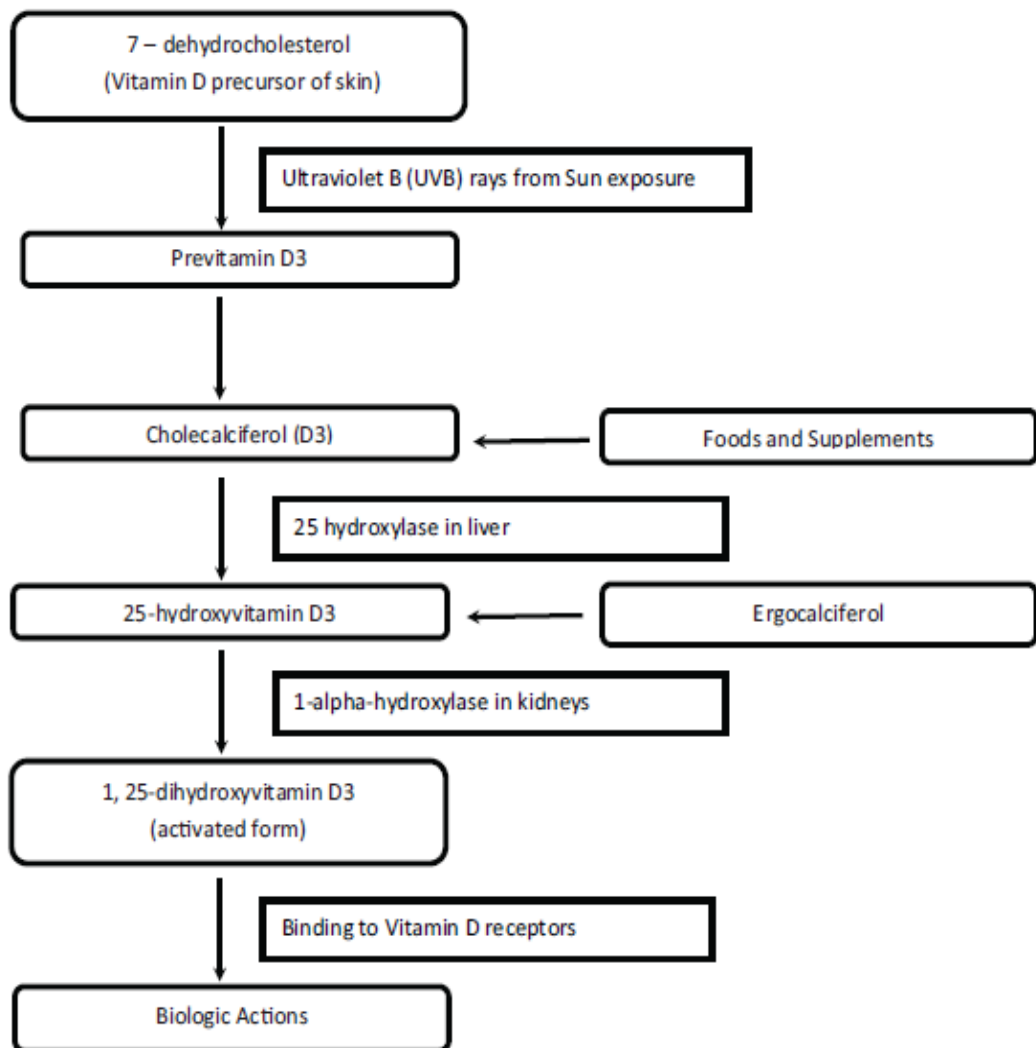 7 – dehydrocholesterol
(Vitamin D precursor of skin)
Ultraviolet B (UVB) rays from Sun exposure
Previtamin D3
Cholecalciferol (D3)
Foods and Supplements
25 hydroxylase in liver
25-hydroxyvitamin D3
Ergocalciferol
1-alpha-hydroxylase in kidneys
1, 25-dihydroxyvitamin D3
(activated form)
Binding to Vitamin D receptors
Biologic Actions